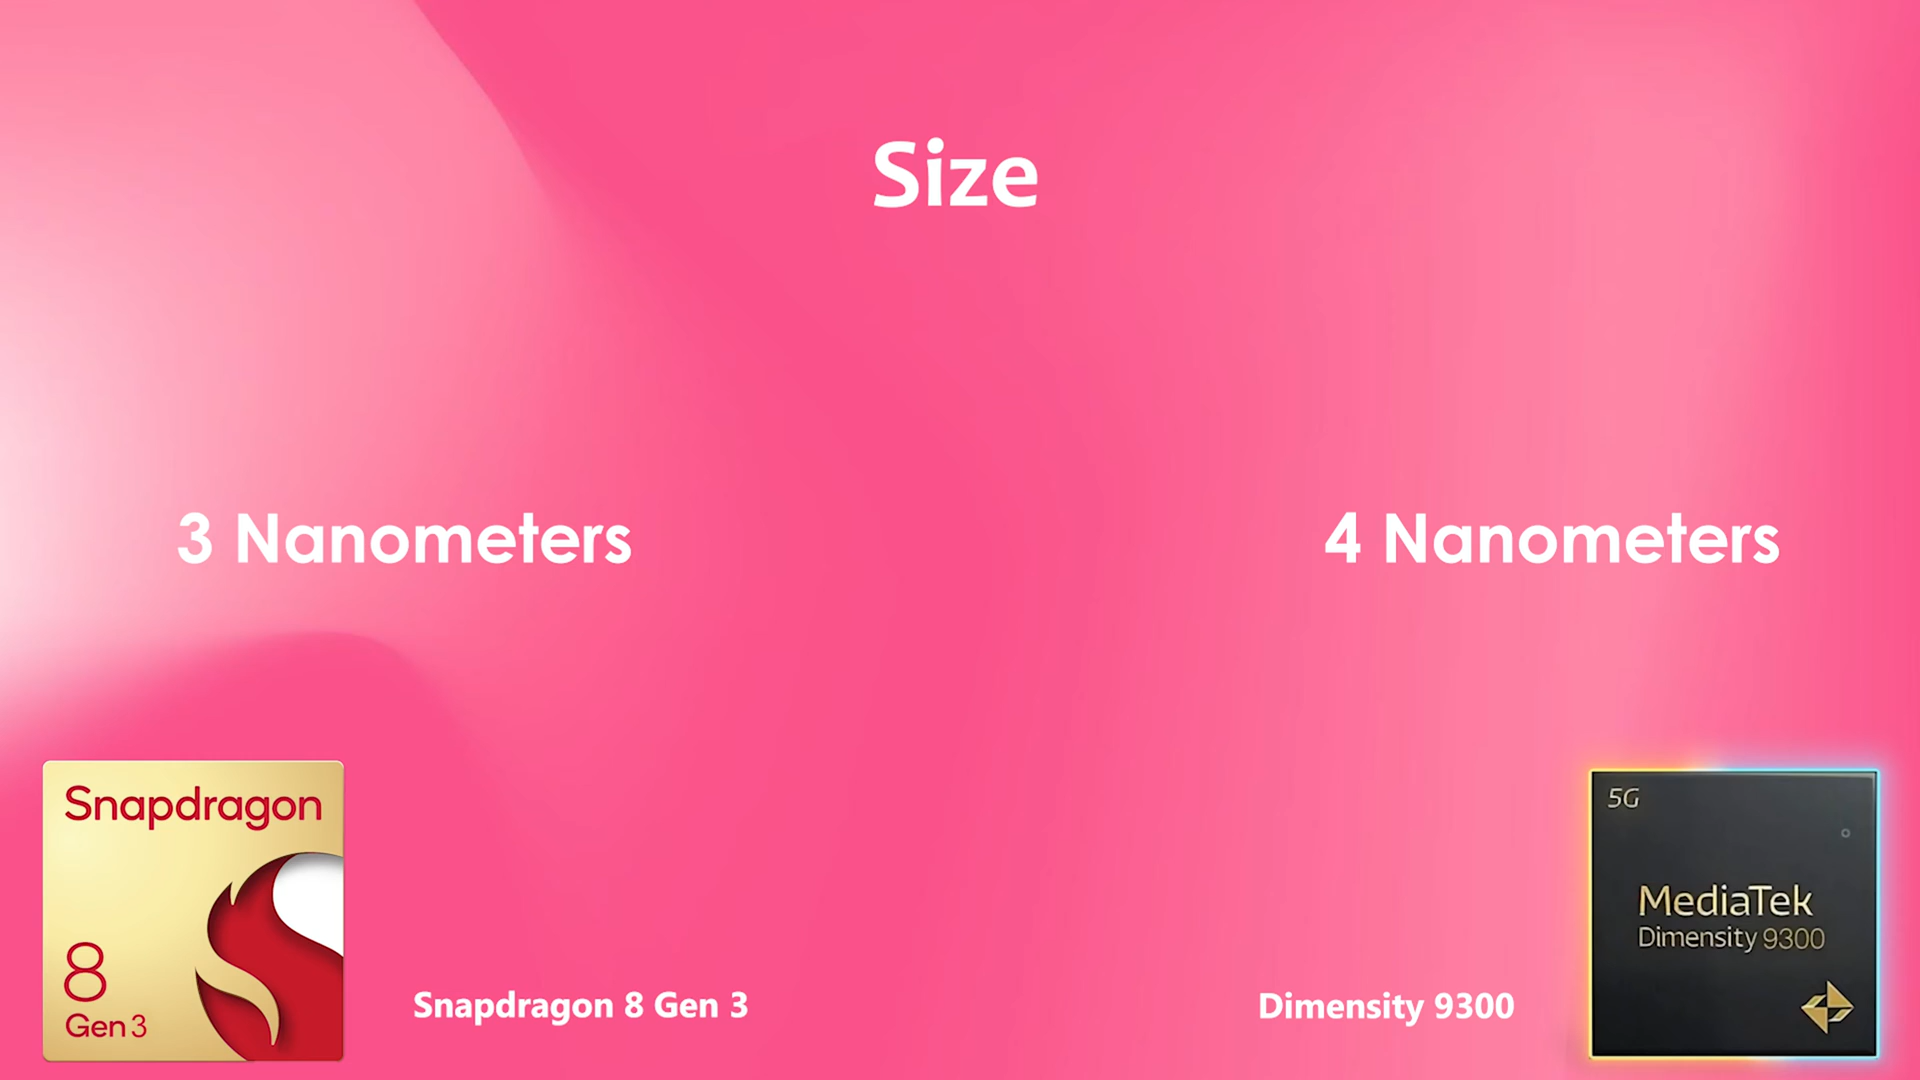 Size
3 Nanometers
4 Nanometers
Snapdragon
8
Gen 3
Snapdragon 8 Gen 3
Dimensity 9300
5G
MediaTek
Dimensity 9300